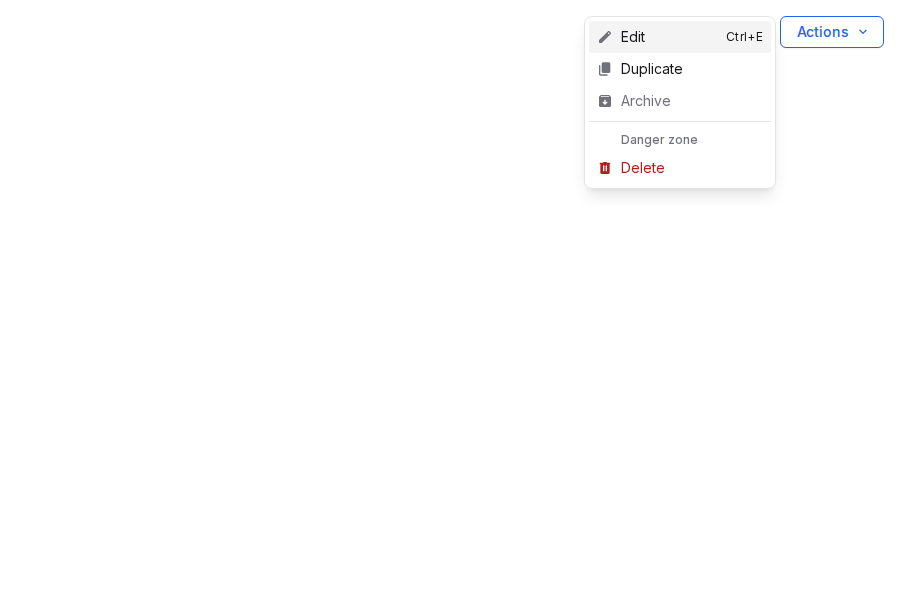 Edit Ctrl+E
Actions
Duplicate
Archive
Danger zone
Delete